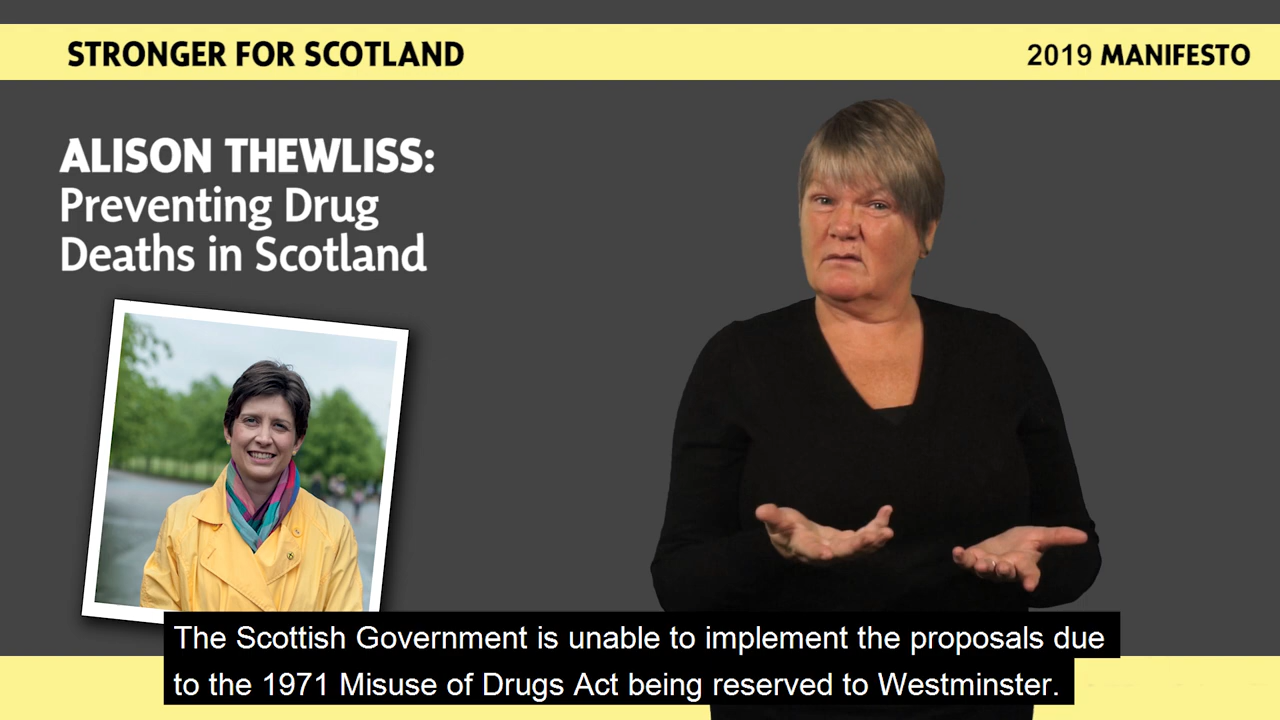 STRONGER FOR SCOTLAND
2019 MANIFESTO
ALISON THEWLISS:
Preventing Drug
Deaths in Scotland
The Scottish Government is unable to implement the proposals due
to the 1971 Misuse of Drugs Act being reserved to Westminster.